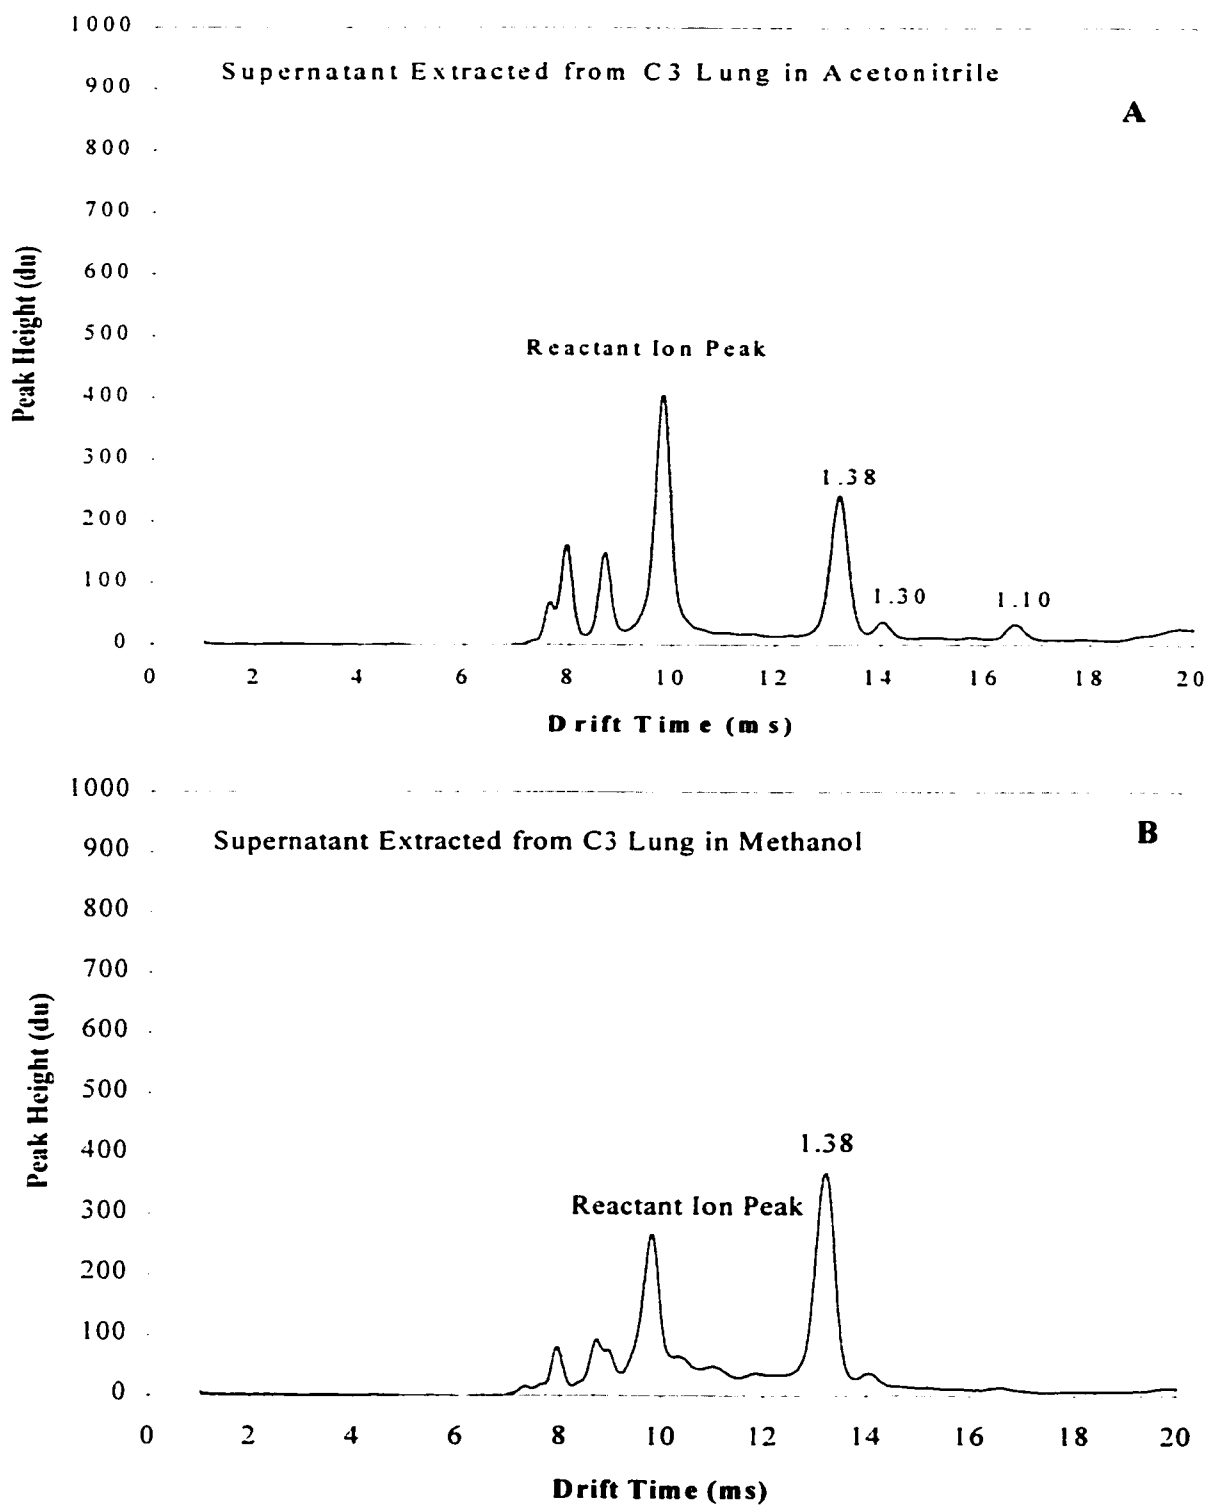 1000
Supernatant Extracted from C3 Lung in Acetonitrile
900
A
800
700
600
500
Reactant Ion Peak
400
300
1.38
200
100
1.30
1.10
0
0 2 4 6 8 10 12 14 16 18 20
Peak Height (du)
Drift Time (ms)
1000
B
Supernatant Extracted from C3 Lung in Methanol
900
800
700
600
500
400
1.38
300
Reactant Ion Peak
200
100
0
0 2 4 6 8 10 12 14 16 18 20
Peak Height (du)
Drift Time (ms)